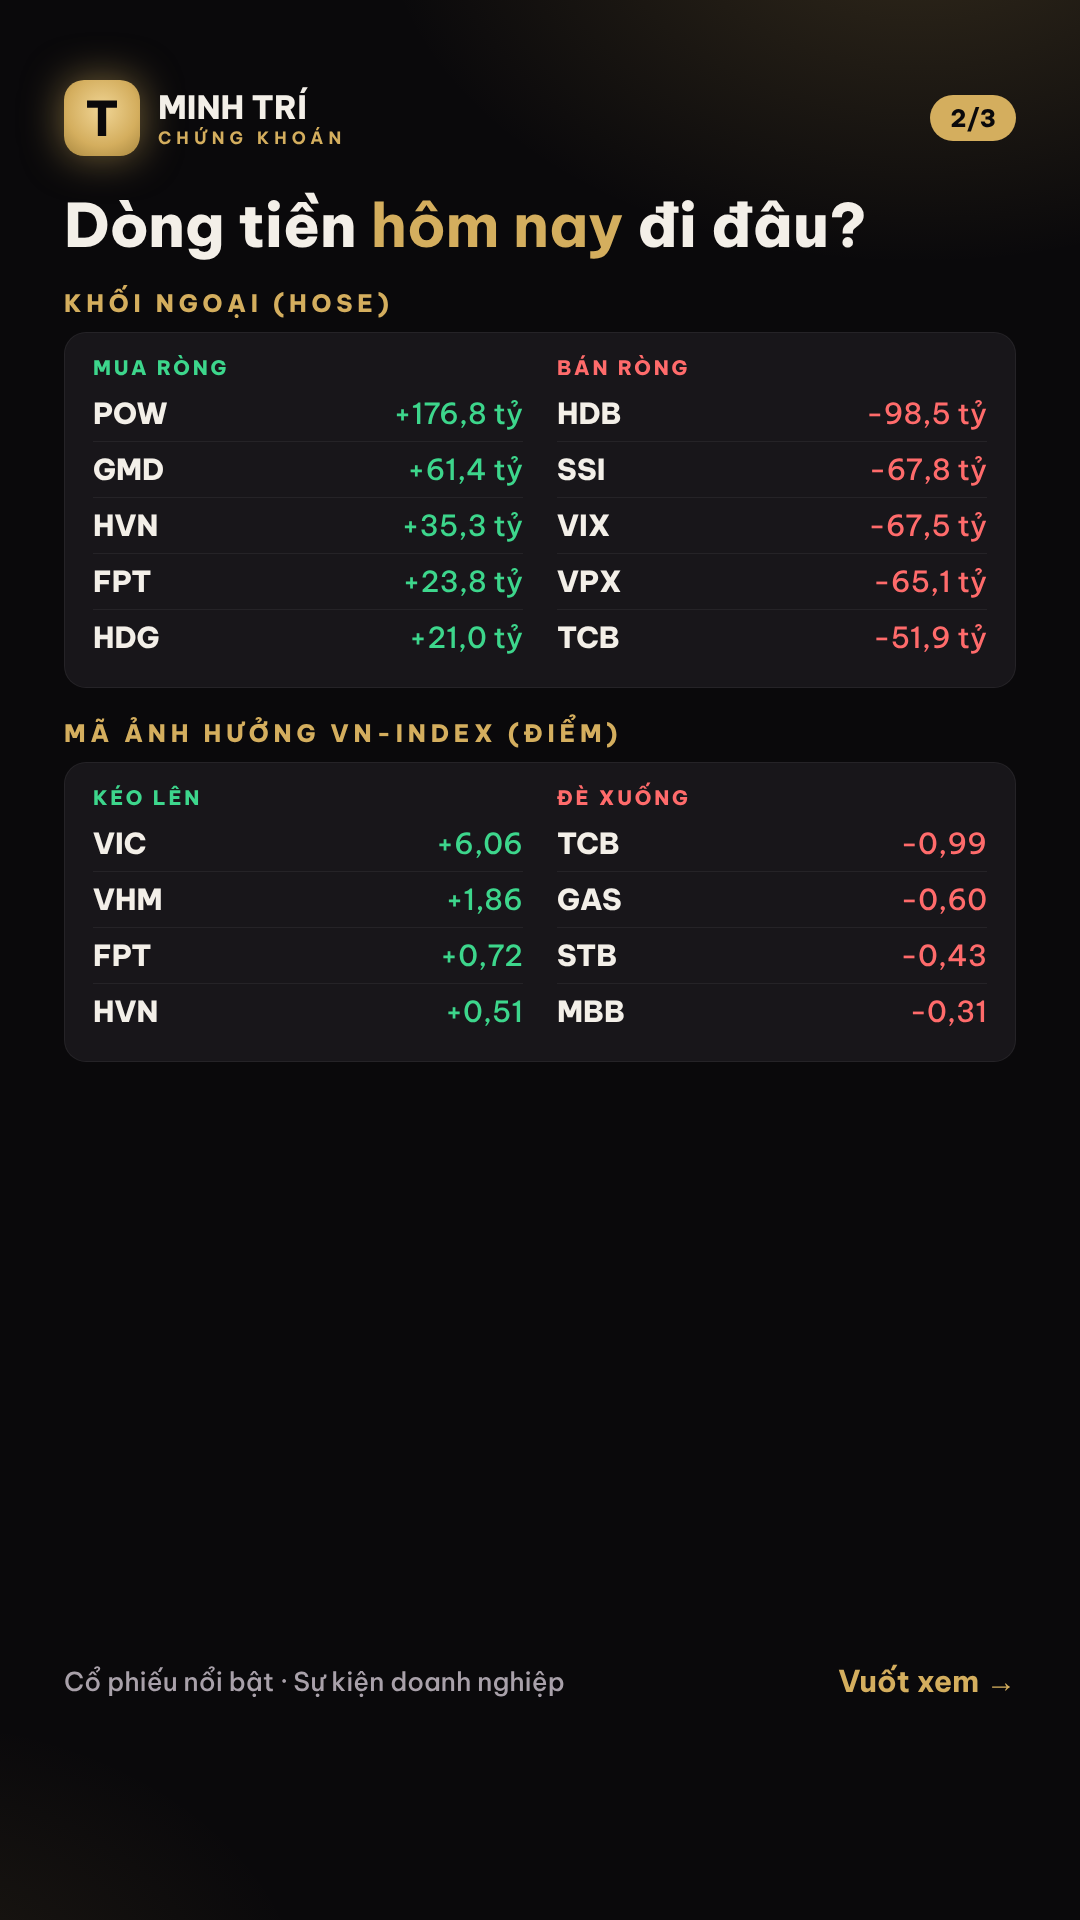 T
MINH TRÍ
CHỨNG KHOÁN
2/3
Dòng tiền hôm nay đi đâu?
KHỐI NGOẠI (HOSE)
MUA RÒNG
POW +176,8 tỷ
GMD +61,4 tỷ
HVN +35,3 tỷ
FPT +23,8 tỷ
HDG +21,0 tỷ
BÁN RÒNG
HDB -98,5 tỷ
SSI -67,8 tỷ
VIX -67,5 tỷ
VPX -65,1 tỷ
TCB -51,9 tỷ
MÃ ẢNH HƯỞNG VN-INDEX (ĐIỂM)
KÉO LÊN
VIC +6,06
VHM +1,86
FPT +0,72
HVN +0,51
ĐÈ XUỐNG
TCB -0,99
GAS -0,60
STB -0,43
MBB -0,31
Cổ phiếu nổi bật · Sự kiện doanh nghiệp
Vuốt xem →